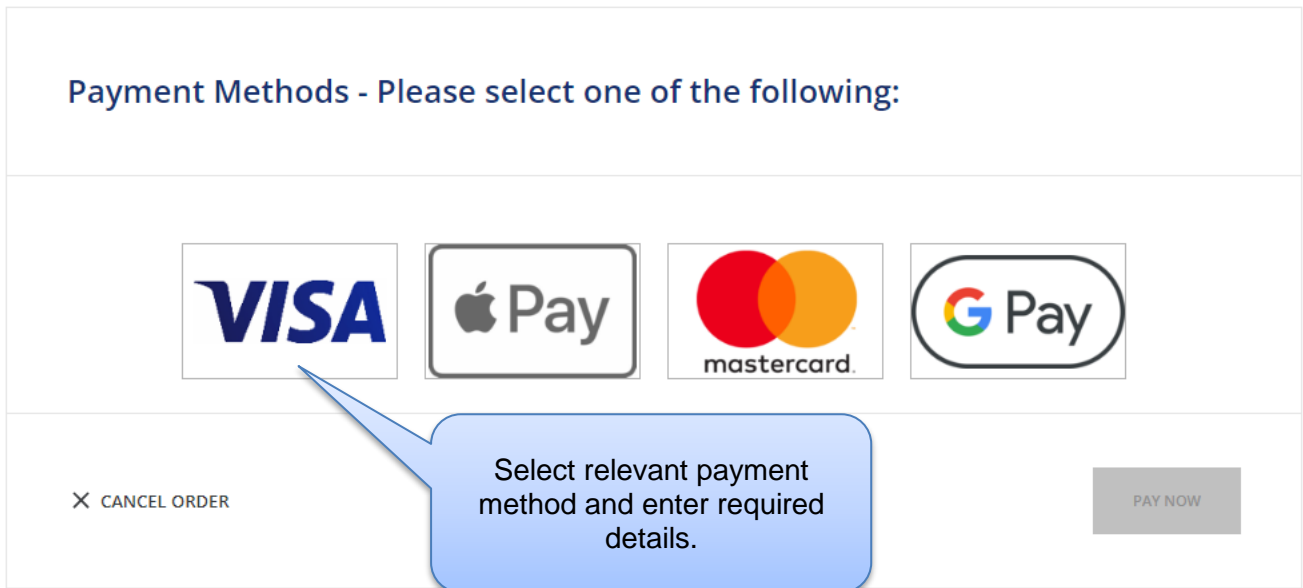 Payment Methods - Please select one of the following:
VISA
Pay
mastercard.
G Pay
Select relevant payment
method and enter required
details.
CANCEL ORDER
PAY NOW